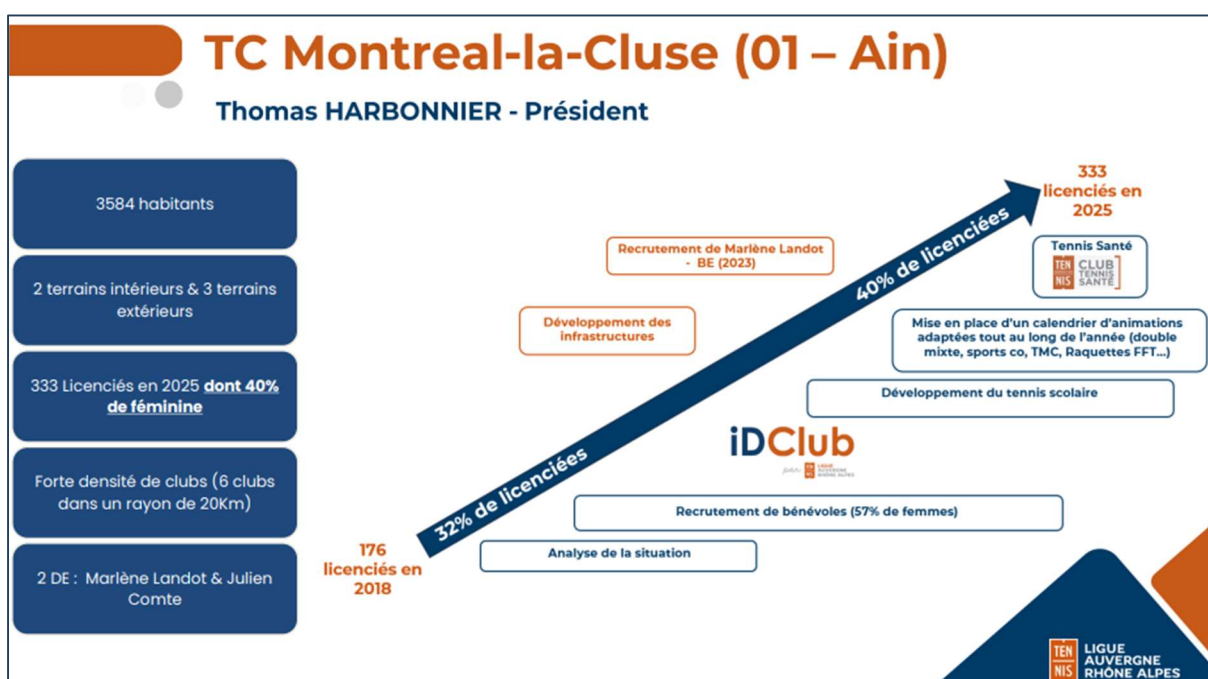 TC Montreal-la-Cluse (01 – Ain)
Thomas HARBONNIER - Président
3584 habitants
2 terrains intérieurs & 3 terrains
extérieurs
333 Licenciés en 2025 dont 40%
de féminine
Forte densité de clubs (6 clubs
dans un rayon de 20Km)
2 DE : Marlène Landot & Julien
Comte
333
licenciés en
2025
40% de licenciées
32% de licenciées
176
licenciés en
2018
Recrutement de Marlène Landot
- BE (2023)
Développement des
infrastructures
Tennis Santé
TEN
NIS
CLUB
TENNIS
SANTÉ
Mise en place d'un calendrier d'animations
adaptées tout au long de l'année (double
mixte, sports co, TMC, Raquettes FFT...)
Développement du tennis scolaire
iDClub
LIGUE
AUVERGNE
RHÔNE ALPES
Recrutement de bénévoles (57% de femmes)
Analyse de la situation
TEN
NIS
LIGUE
AUVERGNE
RHÔNE ALPES